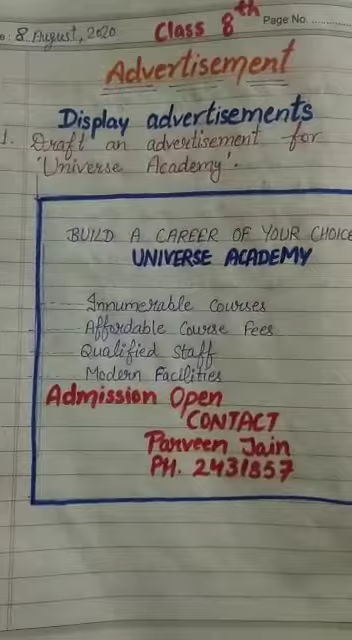 8 August, 2020
Class 8th
Page No.
Advertisement
Display advertisements
1. Draft an advertisement for
'Universe Academy'.
BUILD A CAREER OF YOUR CHOICE
UNIVERSE ACADEMY
Innumerable Courses
Affordable Course Fees
Qualified Staff
Modern Facilities
Admission Open
CONTACT
Parveen Jain
PH. 2431857